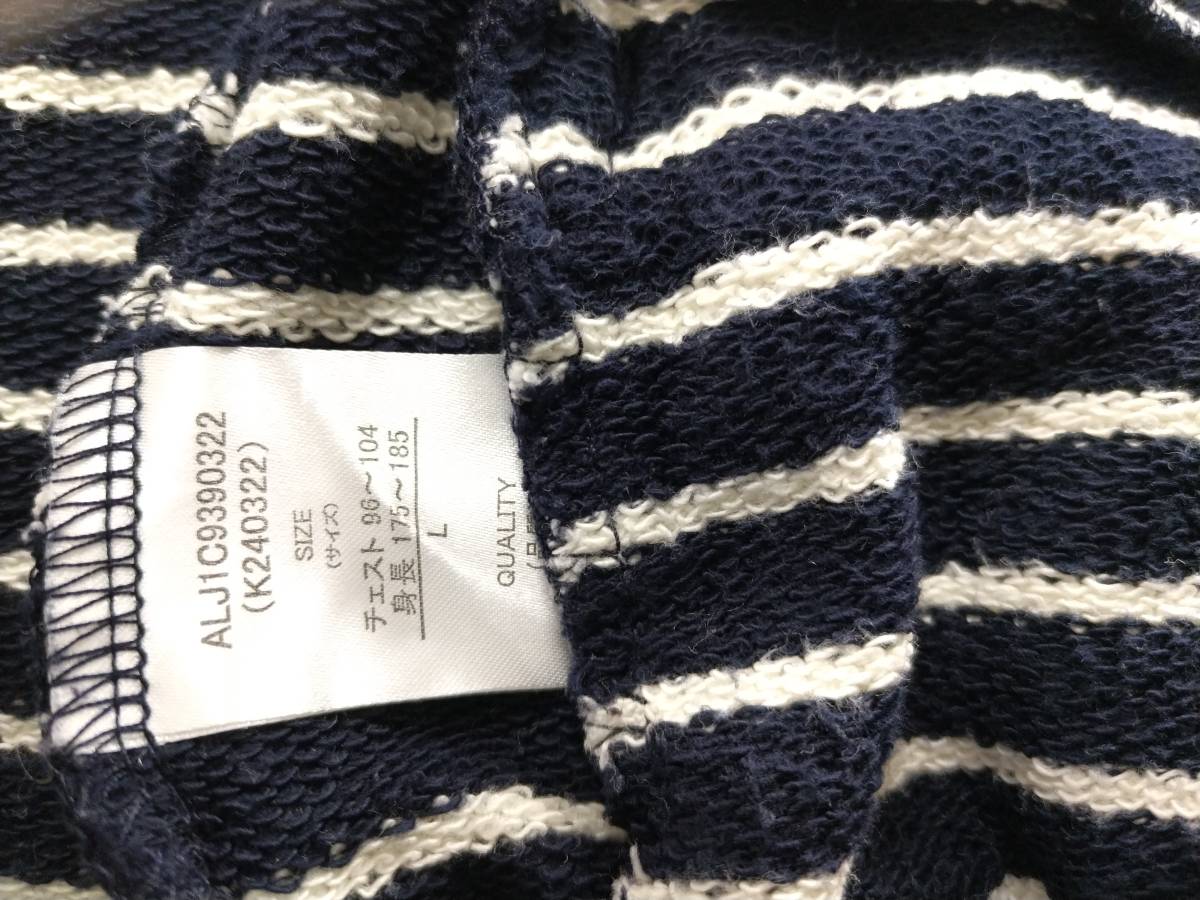 ALJ1C9390322
(K240322)
SIZE
(サイズ)
チェスト 96～104
身長 175～185
L
QUALITY